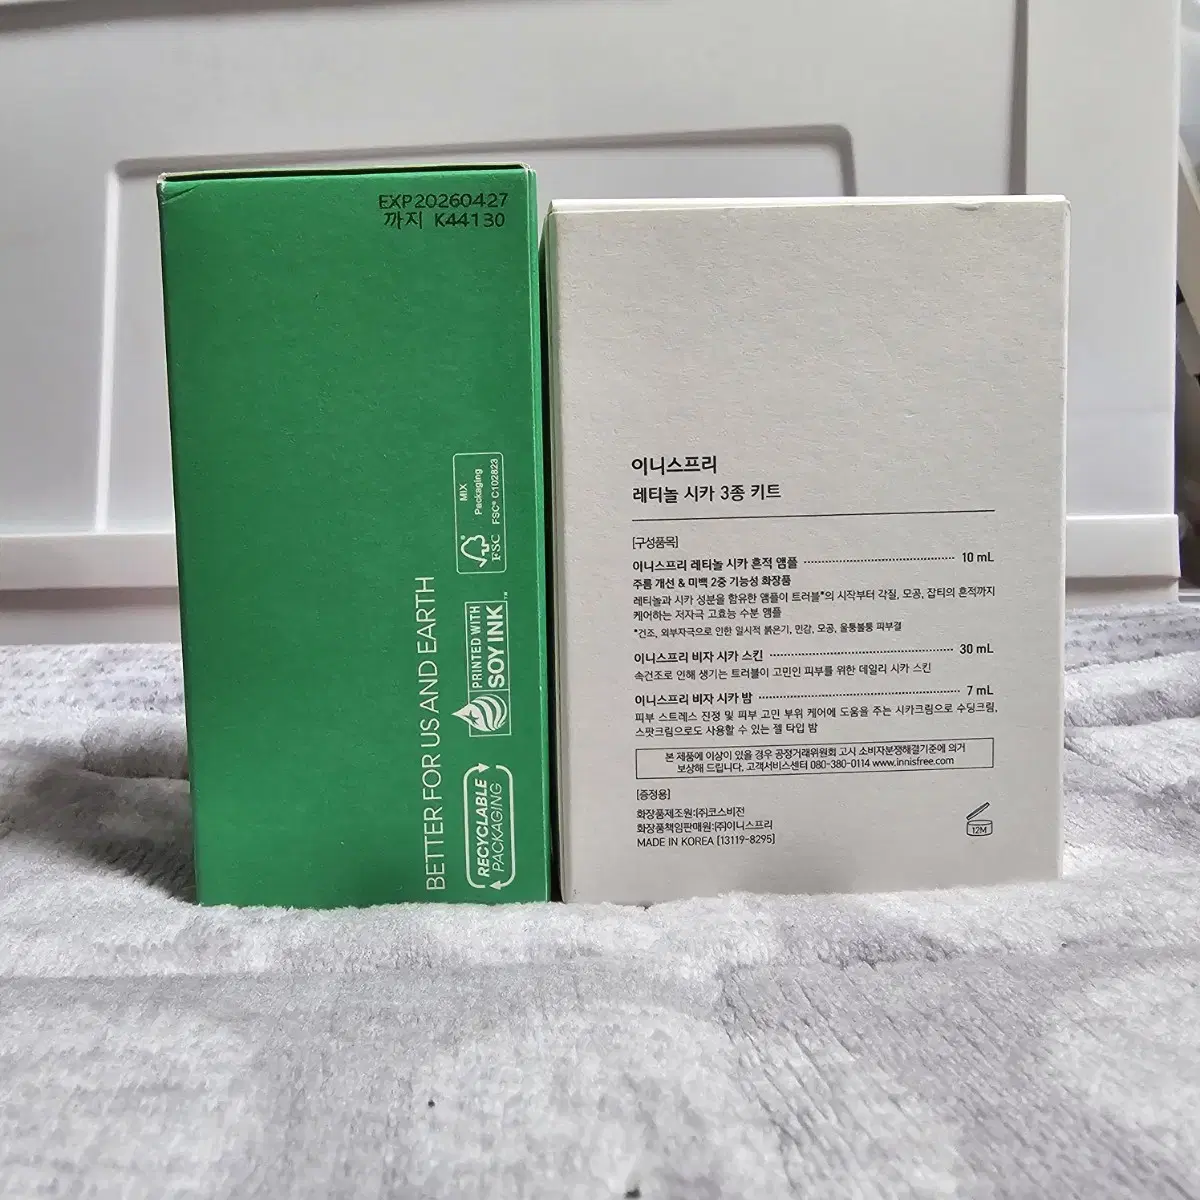 EXP20260427
까지 K44130
MIX
Packaging
FSC® C102823
FSC
PRINTED WITH
SOY INK™
RECYCLABLE
PACKAGING
BETTER FOR US AND EARTH
이니스프리
레티놀 시카 3종 키트
[구성품목]
이니스프리 레티놀 시카 흔적 앰플 10 mL
주름 개선 & 미백 2중 기능성 화장품
레티놀과 시카 성분을 함유한 앰플이 트러블*의 시작부터 각질, 모공, 잡티의 흔적까지
케어하는 저자극 고효능 수분 앰플
*건조, 외부자극으로 인한 일시적 붉은기, 민감, 모공, 울퉁불퉁 피부결
이니스프리 비자 시카 스킨 30 mL
속건조로 인해 생기는 트러블이 고민인 피부를 위한 데일리 시카 스킨
이니스프리 비자 시카 밤 7 mL
피부 스트레스 진정 및 피부 고민 부위 케어에 도움을 주는 시카크림으로 수딩크림,
스팟크림으로도 사용할 수 있는 젤 타입 밤
본 제품에 이상이 있을 경우 공정거래위원회 고시 소비자분쟁해결기준에 의거
보상해 드립니다. 고객서비스센터 080-380-0114 www.innisfree.com
[증정용]
화장품제조원:(주)코스비전
화장품책임판매원:(주)이니스프리
MADE IN KOREA [13119-8295]
12M